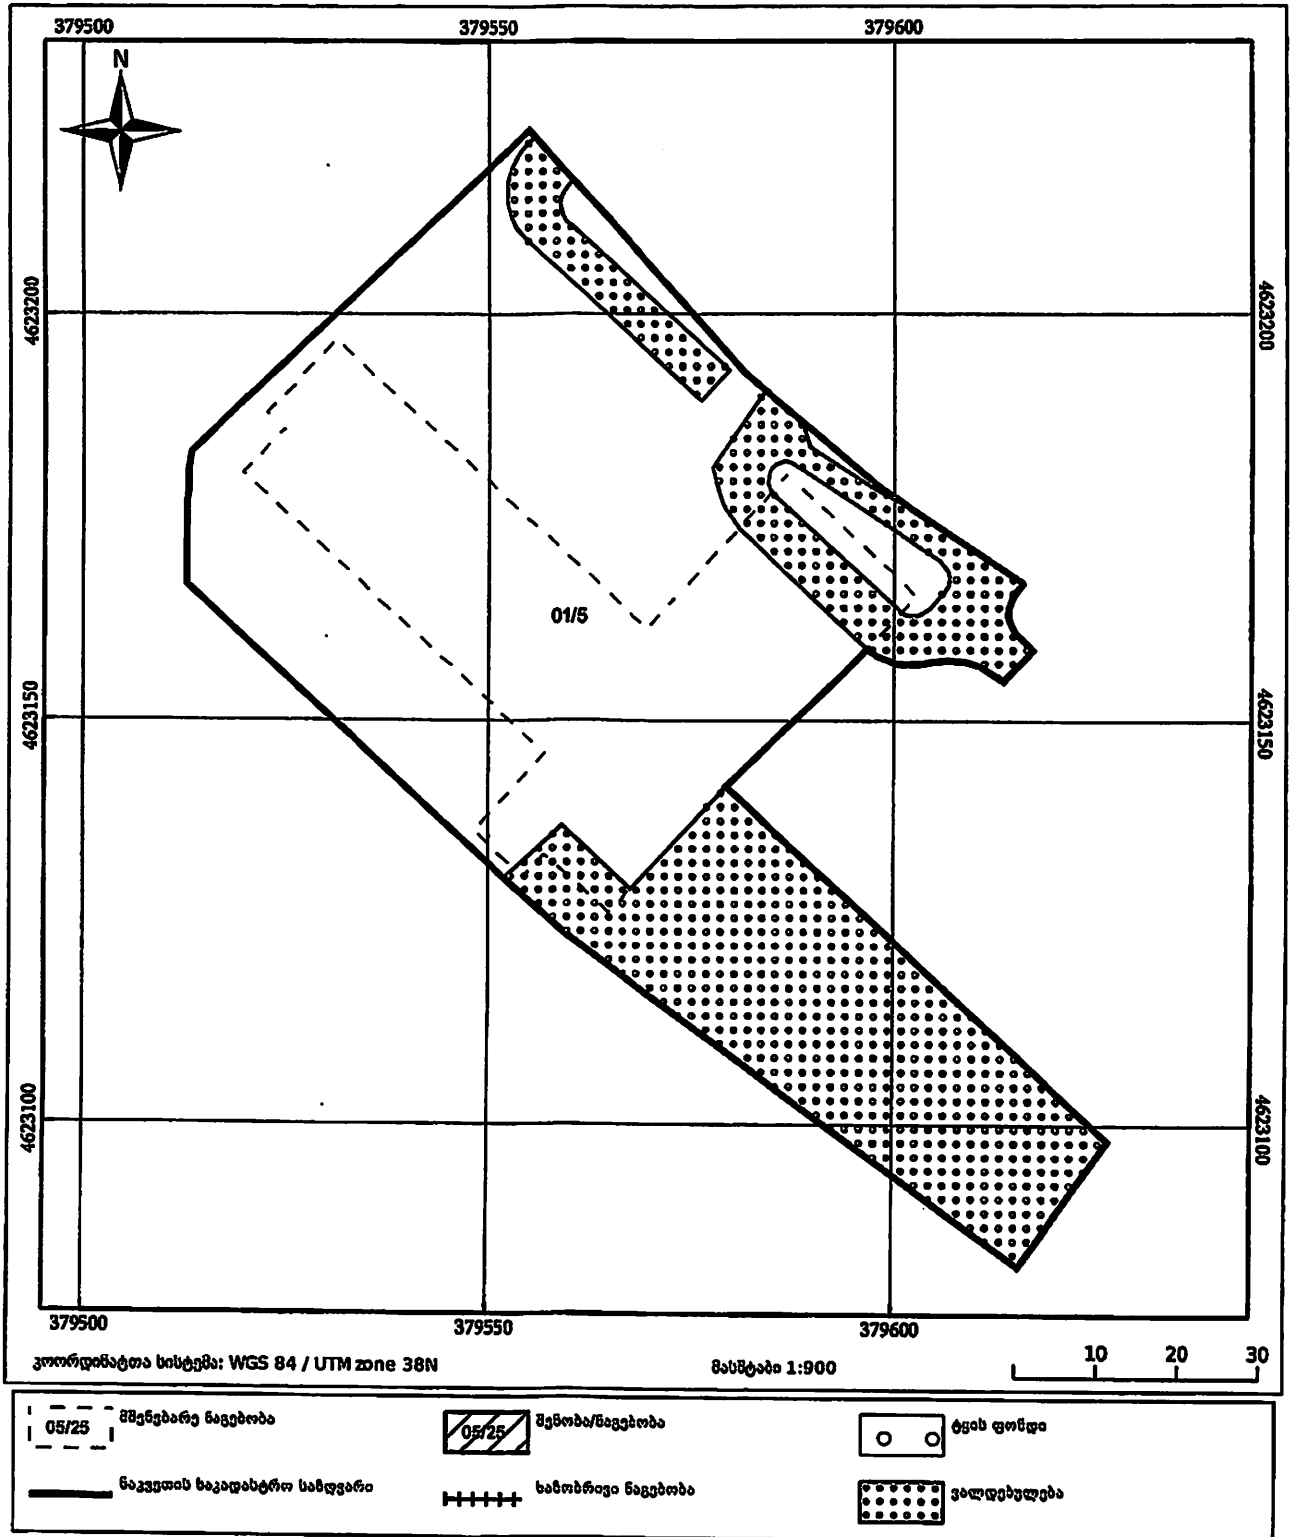 379500 379550 379600
N
4623200 4623200
01/5
4623150 4623150
4623100 4623100
379500 379550 379600
კოორდინატთა სისტემა: WGS 84 / UTM zone 38N მასშტაბი 1:900 10 20 30
05/25 მშენებარე ნაგებობა 05/25 შენობა/ნაგებობა ტყის ფონდი
ნაკვეთის საკადასტრო საზღვარი ხაზობრივი ნაგებობა ვალდებულება